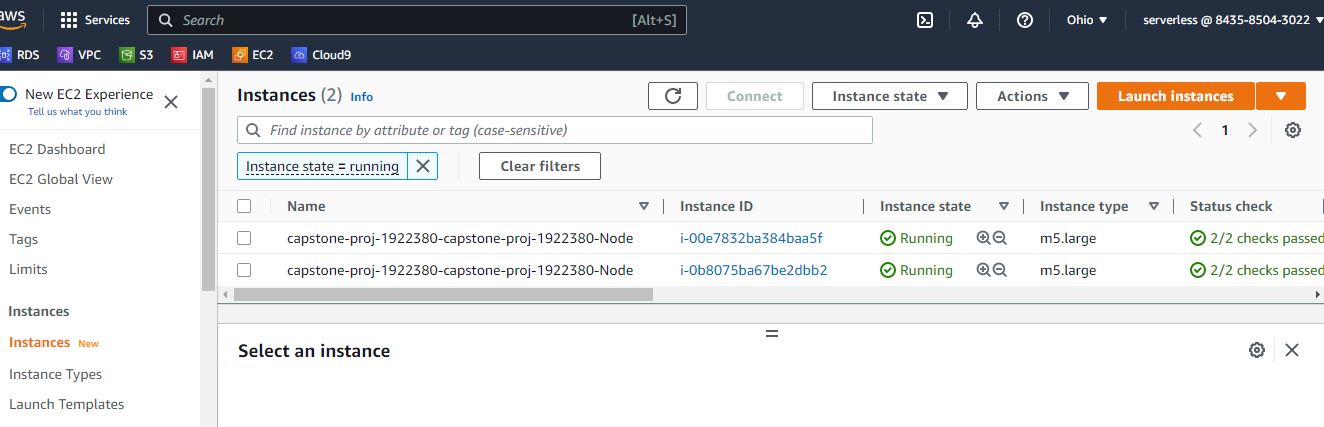 aws Services Search [Alt+S] Ohio serverless @ 8435-8504-3022
RDS VPC S3 IAM EC2 Cloud9
New EC2 Experience
Tell us what you think
EC2 Dashboard
EC2 Global View
Events
Tags
Limits
Instances
Instances New
Instance Types
Launch Templates
Instances (2) Info Connect Instance state Actions Launch instances
Find instance by attribute or tag (case-sensitive) 1
Instance state = running Clear filters
Name Instance ID Instance state Instance type Status check
capstone-proj-1922380-capstone-proj-1922380-Node i-00e7832ba384baa5f Running m5.large 2/2 checks passed
capstone-proj-1922380-capstone-proj-1922380-Node i-0b8075ba67be2dbb2 Running m5.large 2/2 checks passed
Select an instance